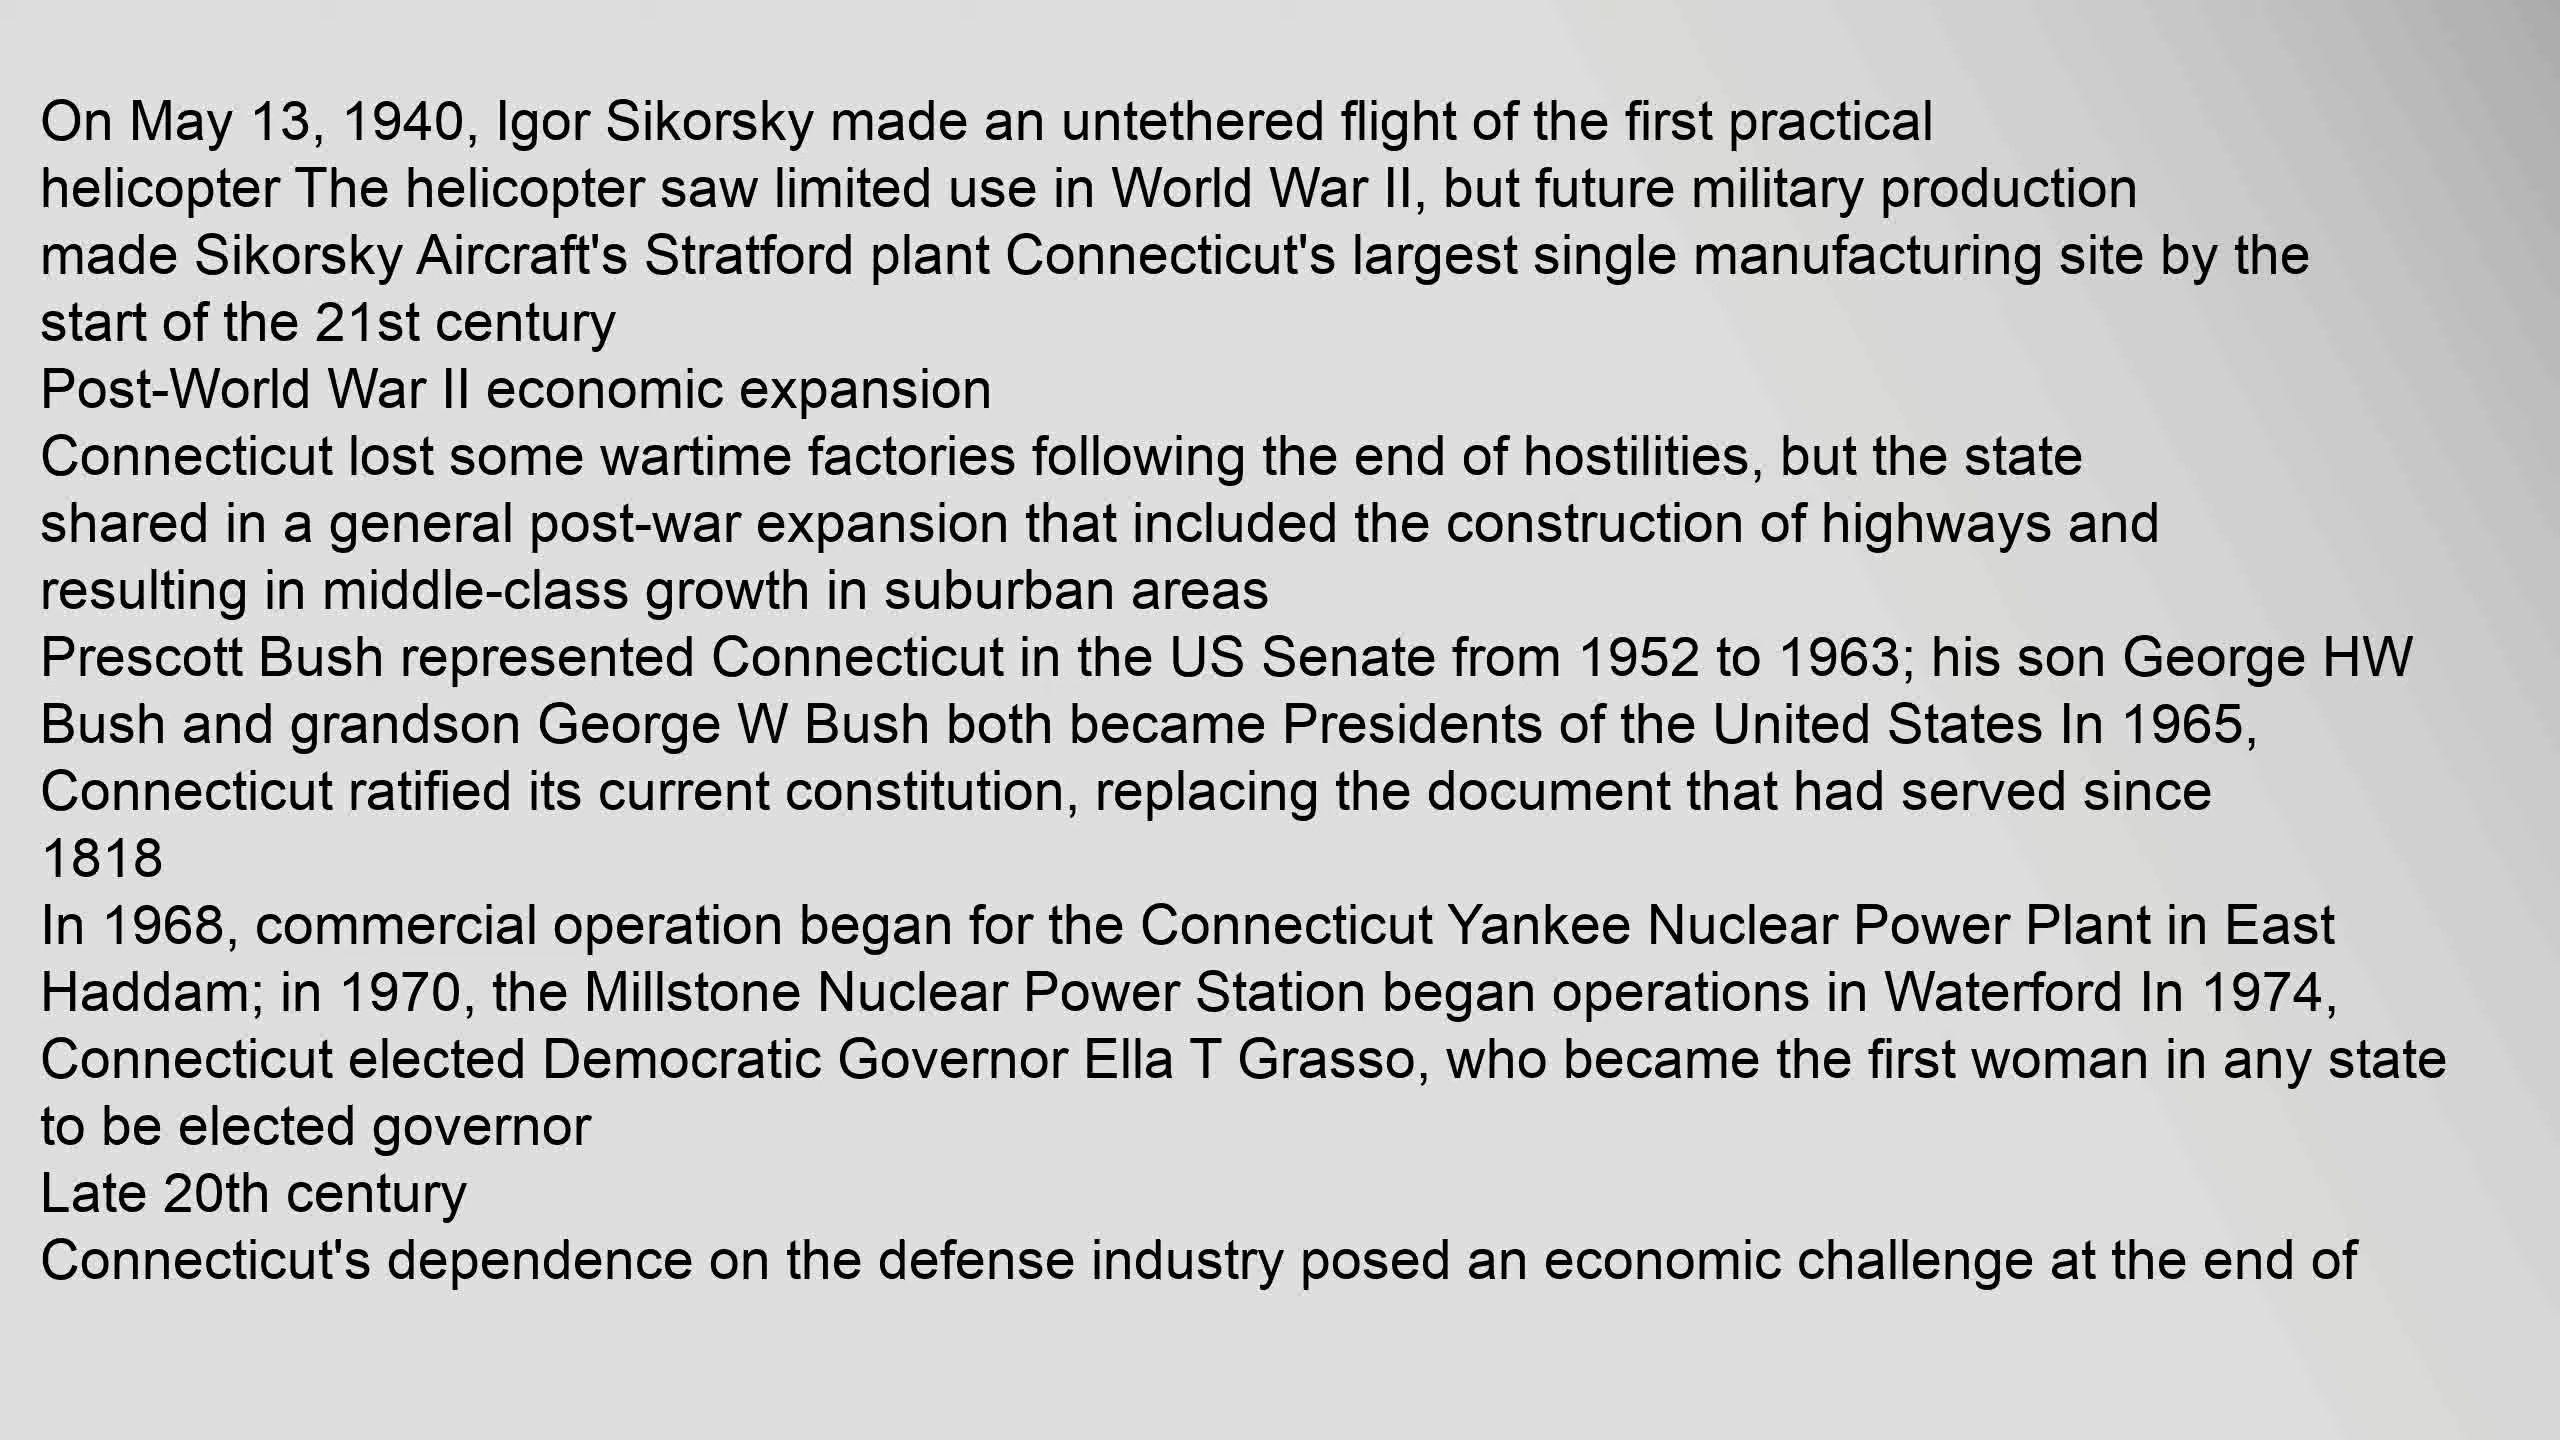 On May 13, 1940, Igor Sikorsky made an untethered flight of the first practical
helicopter The helicopter saw limited use in World War II, but future military production
made Sikorsky Aircraft's Stratford plant Connecticut's largest single manufacturing site by the
start of the 21st century
Post-World War II economic expansion
Connecticut lost some wartime factories following the end of hostilities, but the state
shared in a general post-war expansion that included the construction of highways and
resulting in middle-class growth in suburban areas
Prescott Bush represented Connecticut in the US Senate from 1952 to 1963; his son George HW
Bush and grandson George W Bush both became Presidents of the United States In 1965,
Connecticut ratified its current constitution, replacing the document that had served since
1818
In 1968, commercial operation began for the Connecticut Yankee Nuclear Power Plant in East
Haddam; in 1970, the Millstone Nuclear Power Station began operations in Waterford In 1974,
Connecticut elected Democratic Governor Ella T Grasso, who became the first woman in any state
to be elected governor
Late 20th century
Connecticut's dependence on the defense industry posed an economic challenge at the end of